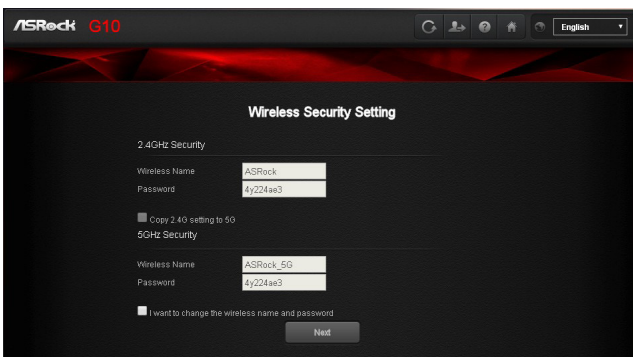 ASRock G10
English
Wireless Security Setting
2.4GHz Security
Wireless Name ASRock
Password 4y224ae3
Copy 2.4G setting to 5G
5GHz Security
Wireless Name ASRock_5G
Password 4y224ae3
I want to change the wireless name and password
Next